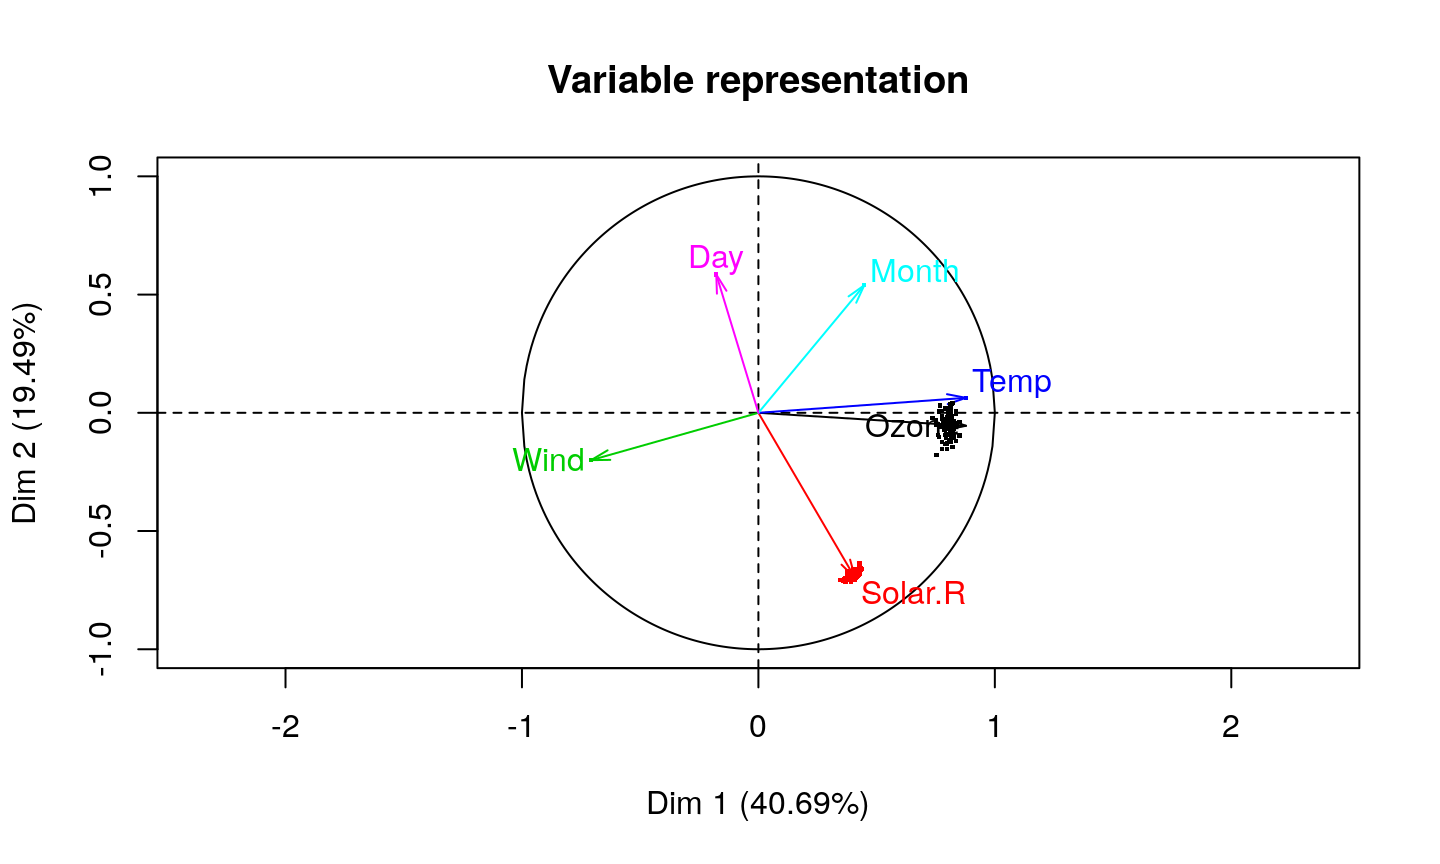 Variable representation
1.0
0.5
0.0
-0.5
-1.0
Dim 2 (19.49%)
Day
Month
Temp
Ozone
Wind
Solar.R
-2 -1 0 1 2
Dim 1 (40.69%)